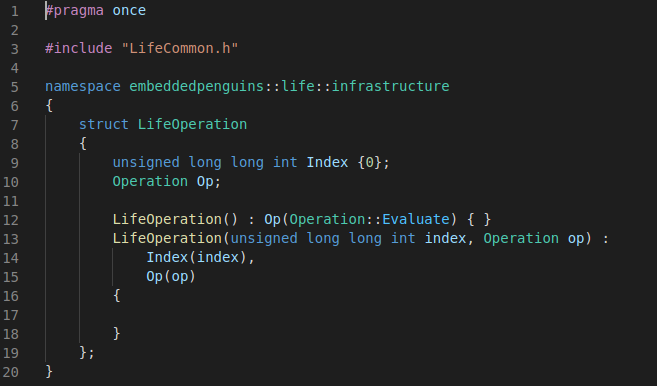 1 #pragma once
2
3 #include "LifeCommon.h"
4
5 namespace embeddedpenguins::life::infrastructure
6 {
7     struct LifeOperation
8     {
9         unsigned long long int Index {0};
10         Operation Op;
11
12         LifeOperation() : Op(Operation::Evaluate) { }
13         LifeOperation(unsigned long long int index, Operation op) :
14             Index(index),
15             Op(op)
16         {
17
18         }
19     };
20 }